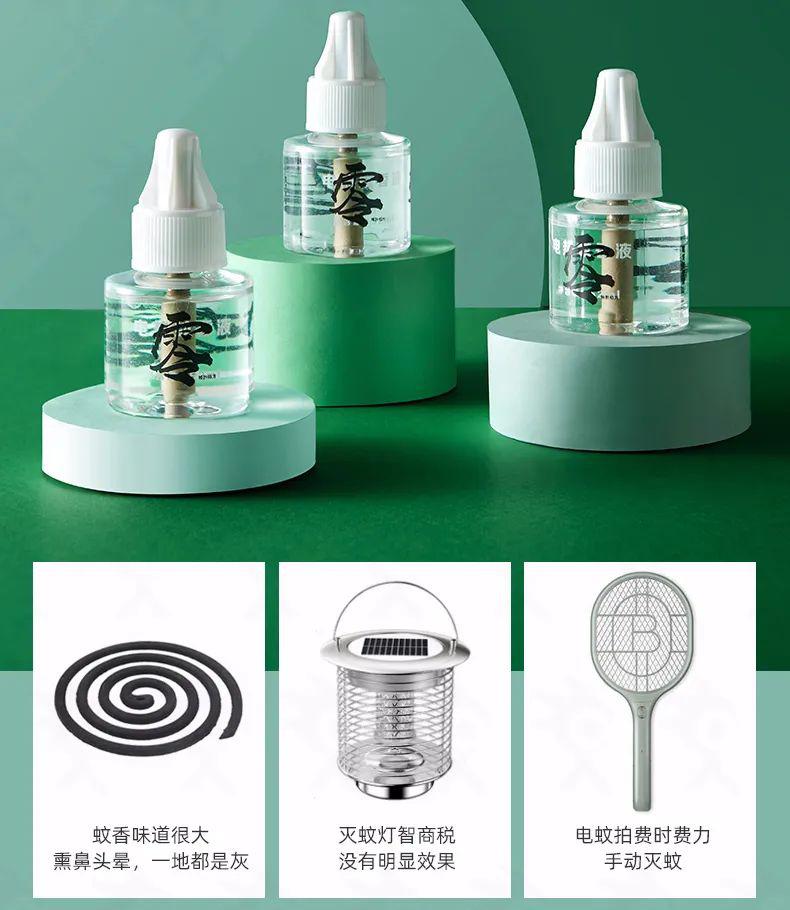 零
零
液
零
蚊香味道很大
熏鼻头晕，一地都是灰
灭蚊灯智商税
没有明显效果
电蚊拍费时费力
手动灭蚊